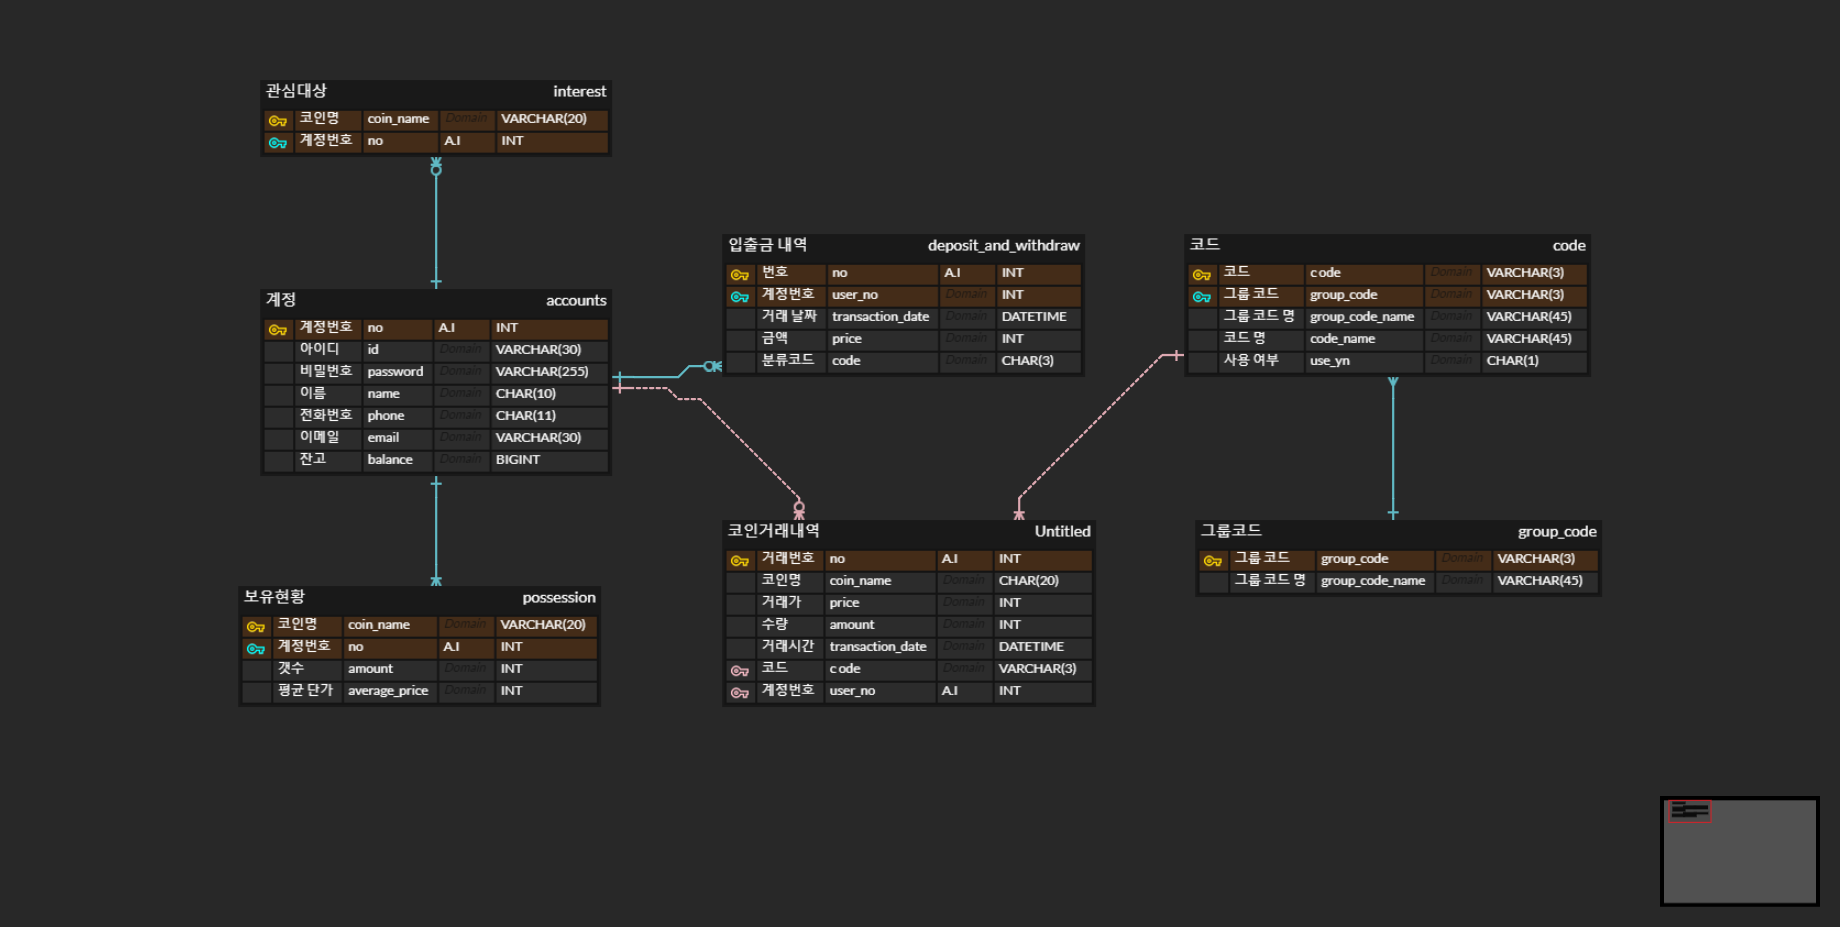 관심대상 interest
코인명 coin_name Domain VARCHAR(20)
계정번호 no A.I INT
계정 accounts
계정번호 no A.I INT
아이디 id Domain VARCHAR(30)
비밀번호 password Domain VARCHAR(255)
이름 name Domain CHAR(10)
전화번호 phone Domain CHAR(11)
이메일 email Domain VARCHAR(30)
잔고 balance Domain BIGINT
보유현황 possession
코인명 coin_name Domain VARCHAR(20)
계정번호 no A.I INT
갯수 amount Domain INT
평균 단가 average_price Domain INT
입출금 내역 deposit_and_withdraw
번호 no A.I INT
계정번호 user_no Domain INT
거래 날짜 transaction_date Domain DATETIME
금액 price Domain INT
분류코드 code Domain CHAR(3)
코인거래내역 Untitled
거래번호 no A.I INT
코인명 coin_name Domain CHAR(20)
거래가 price Domain INT
수량 amount Domain INT
거래시간 transaction_date Domain DATETIME
코드 code Domain VARCHAR(3)
계정번호 user_no A.I INT
코드 code
코드 code Domain VARCHAR(3)
그룹 코드 group_code Domain VARCHAR(3)
그룹 코드 명 group_code_name Domain VARCHAR(45)
코드 명 code_name Domain VARCHAR(45)
사용 여부 use_yn Domain CHAR(1)
그룹코드 group_code
그룹 코드 group_code Domain VARCHAR(3)
그룹 코드 명 group_code_name Domain VARCHAR(45)